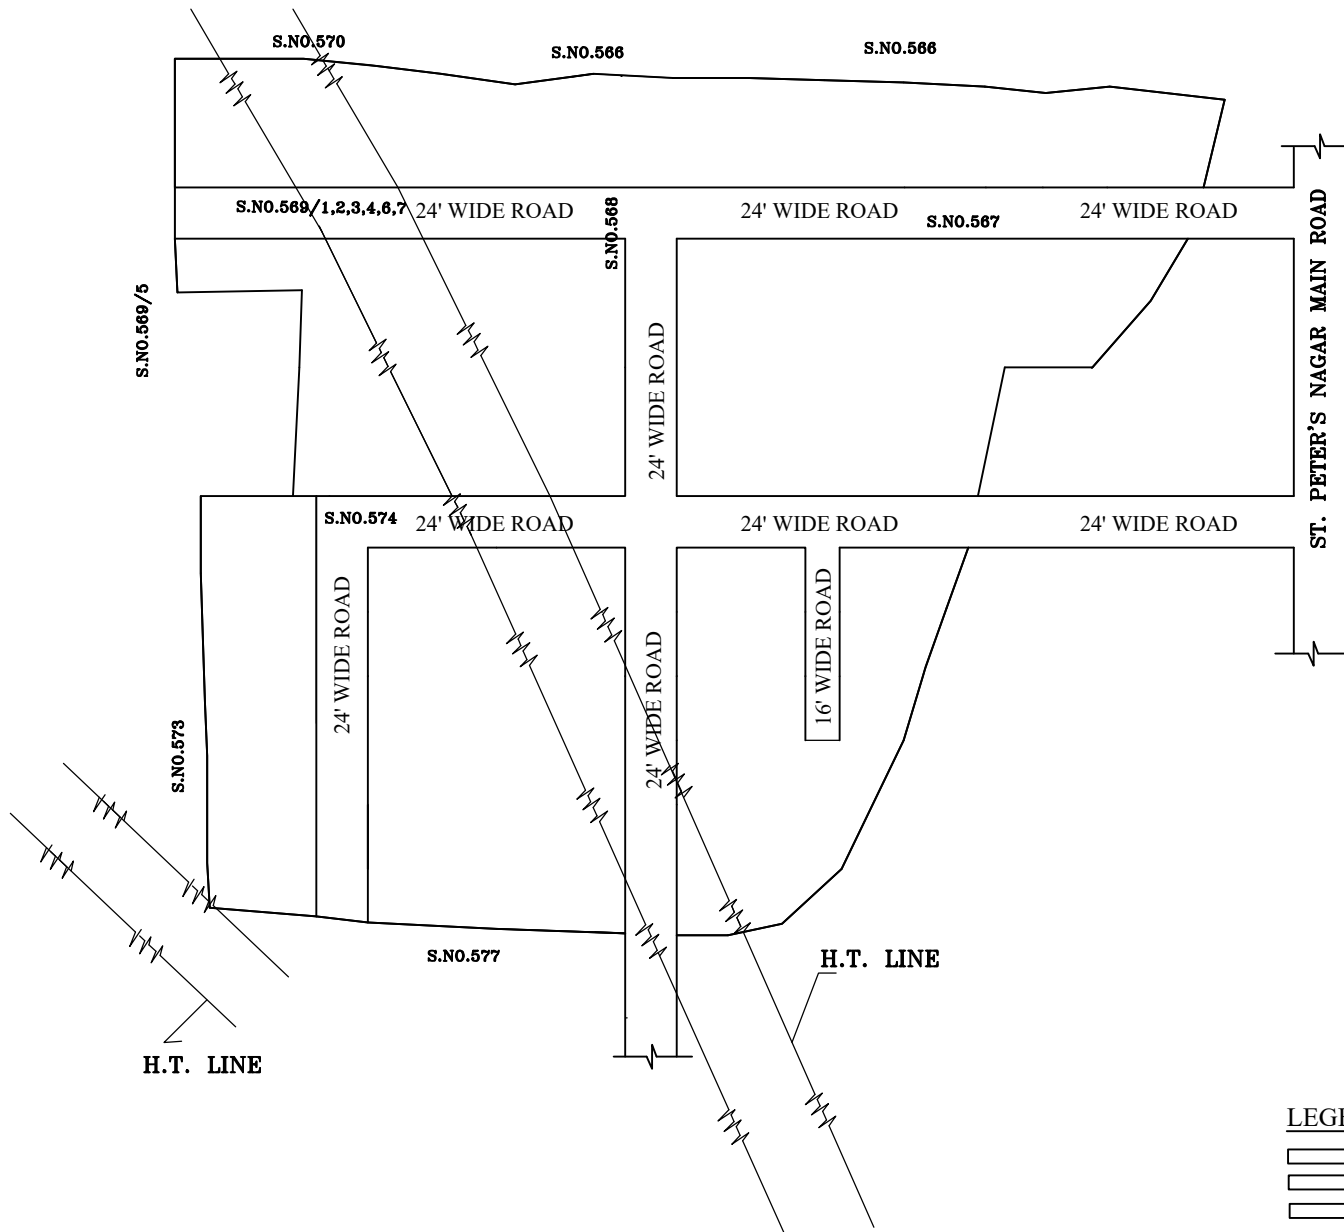 S.NO.570
S.NO.566
S.NO.566
S.NO.569/1,2,3,4,6,7
24' WIDE ROAD
S.NO.568
24' WIDE ROAD
S.NO.567
24' WIDE ROAD
ST. PETER'S NAGAR MAIN ROAD
S.NO.569/5
24' WIDE ROAD
S.NO.574
24' WIDE ROAD
24' WIDE ROAD
24' WIDE ROAD
24' WIDE ROAD
24' WIDE ROAD
16' WIDE ROAD
S.NO.573
S.NO.577
H.T. LINE
H.T. LINE